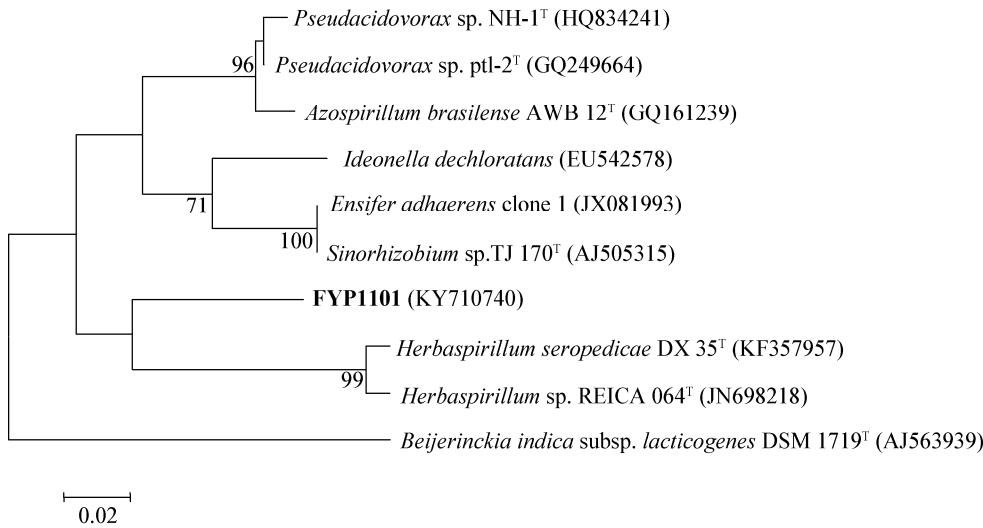 Pseudacidovorax sp. NH-1ᵀ (HQ834241)
96
Pseudacidovorax sp. ptl-2ᵀ (GQ249664)
Azospirillum brasilense AWB 12ᵀ (GQ161239)
Ideonella dechloratans (EU542578)
71
Ensifer adhaerens clone 1 (JX081993)
100
Sinorhizobium sp.TJ 170ᵀ (AJ505315)
FYP1101 (KY710740)
Herbaspirillum seropedicae DX 35ᵀ (KF357957)
99
Herbaspirillum sp. REICA 064ᵀ (JN698218)
Beijerinckia indica subsp. lacticogenes DSM 1719ᵀ (AJ563939)
0.02